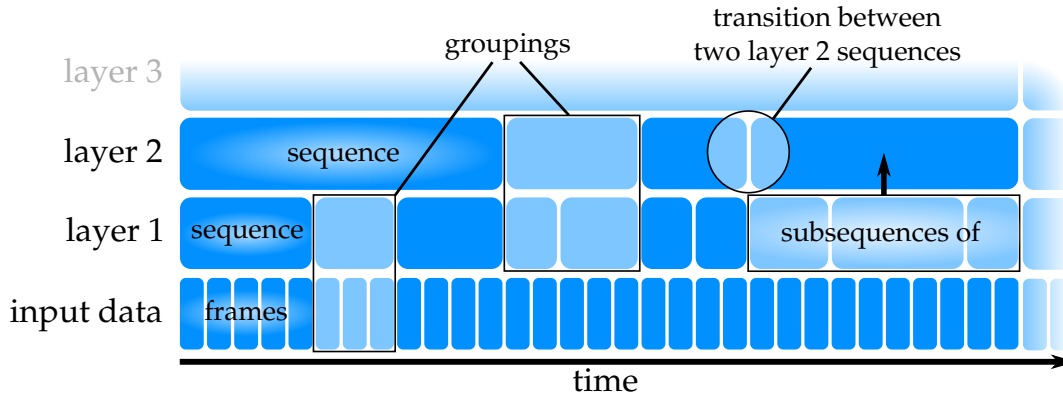 transition between
two layer 2 sequences
groupings
layer 3
layer 2
sequence
layer 1
sequence
subsequences of
input data
frames
time